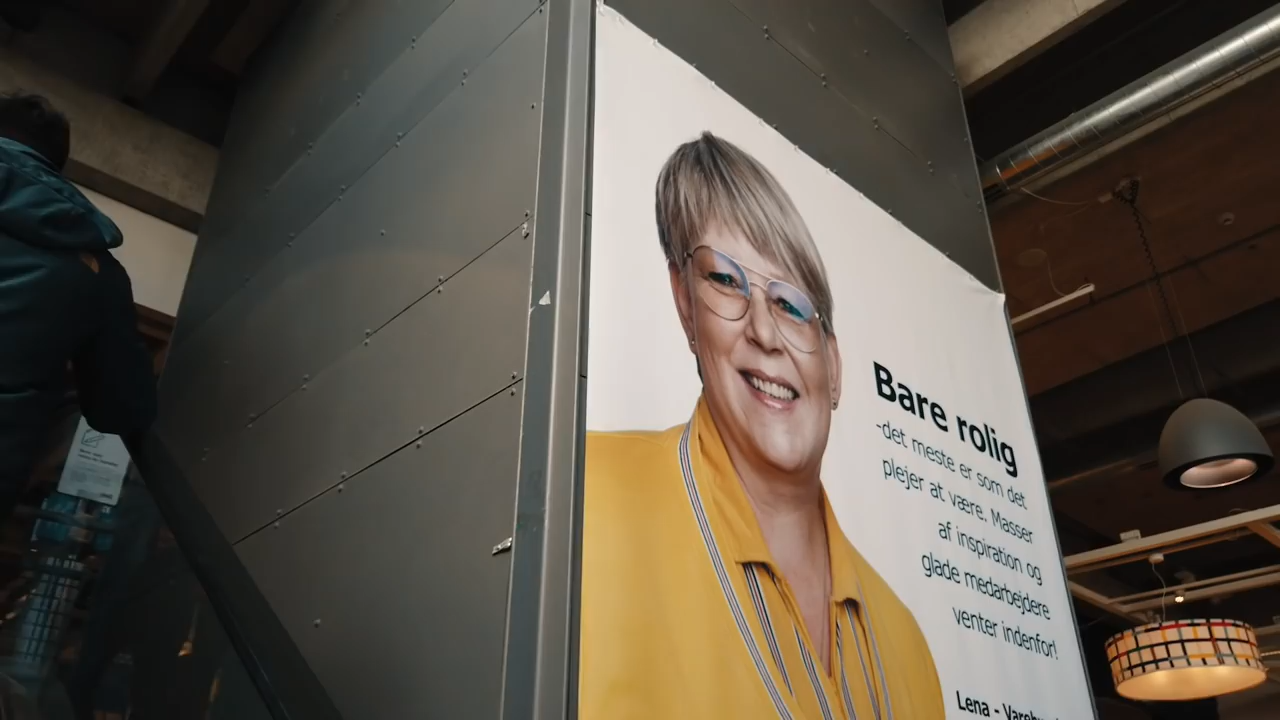 Bare rolig
-det meste er som det
plejer at være. Masser
af inspiration og
glade medarbejdere
venter indenfor!
Lena -